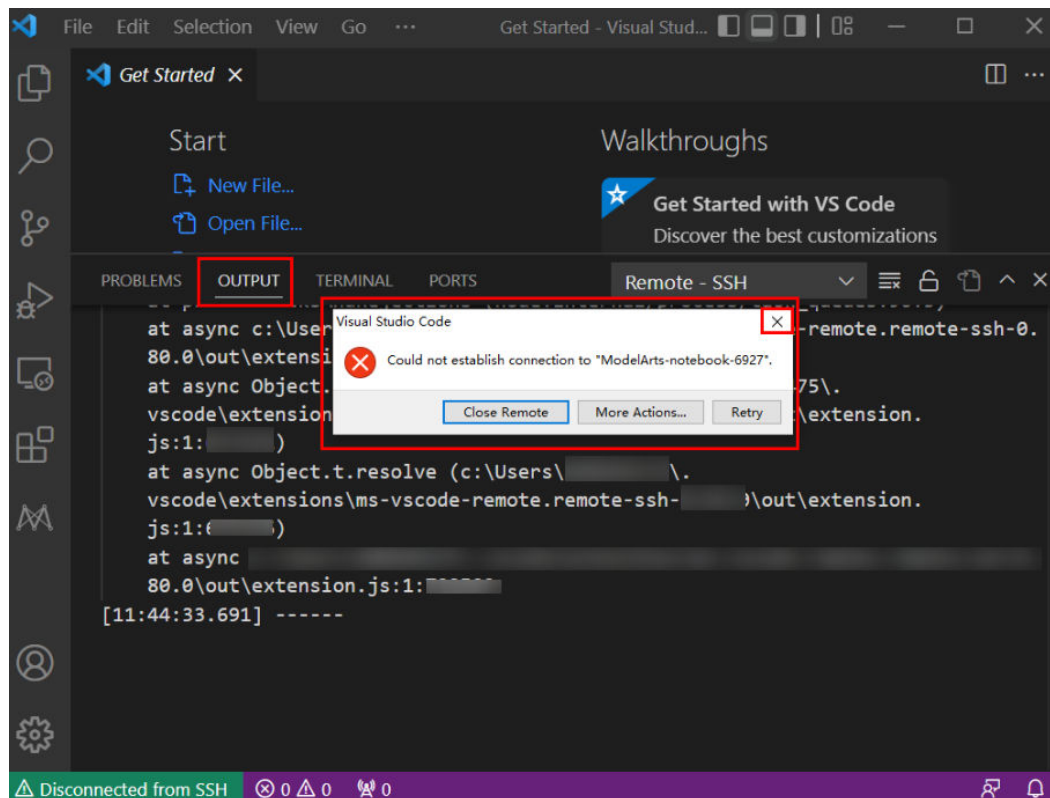 File Edit Selection View Go ··· Get Started - Visual Stud...
Get Started
Start
Walkthroughs
New File...
Open File...
Get Started with VS Code
Discover the best customizations
PROBLEMS OUTPUT TERMINAL PORTS Remote - SSH
at async c:\User -remote.remote-ssh-0.
80.0\out\extensi
at async Object. 75\.
vscode\extension \extension.
js:1: )
at async Object.t.resolve (c:\Users\ \.
vscode\extensions\ms-vscode-remote.remote-ssh- \out\extension.
js:1: )
at async
80.0\out\extension.js:1:
[11:44:33.691] ------
Visual Studio Code
Could not establish connection to "ModelArts-notebook-6927".
Close Remote More Actions... Retry
Disconnected from SSH 0 0 0